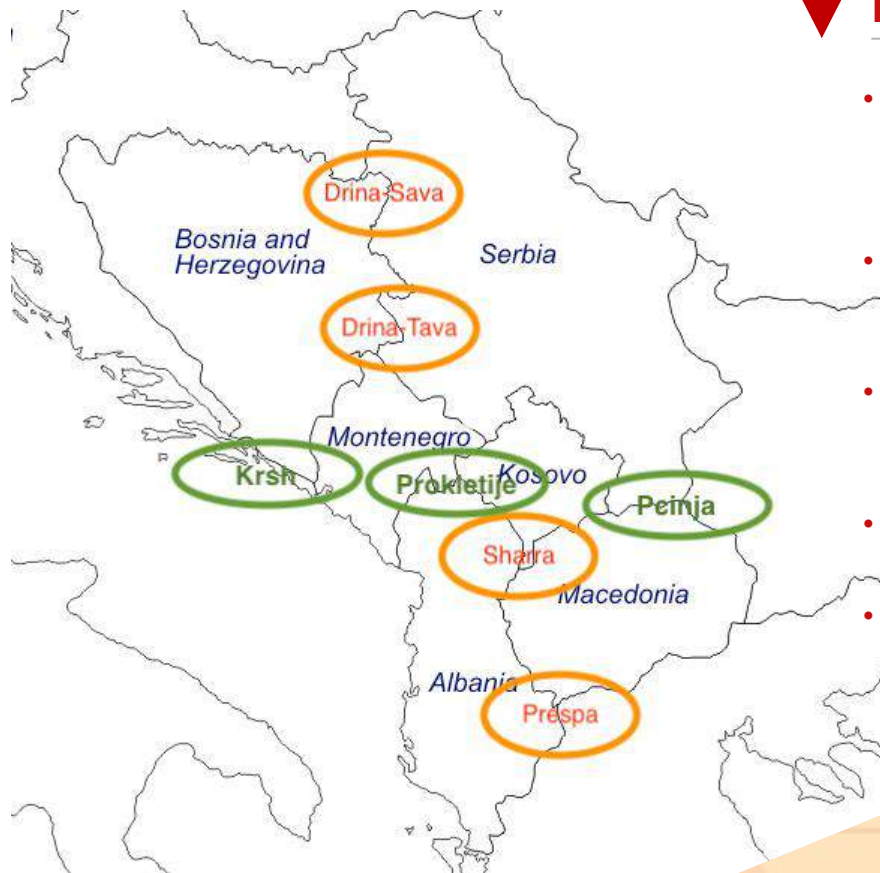 Drina-Sava
Bosnia and
Herzegovina
Serbia
Drina-Tava
Montenegro
Krsh
Prokletije
Kosovo
Pcinja
Sharra
Macedonia
Albania
Prespa